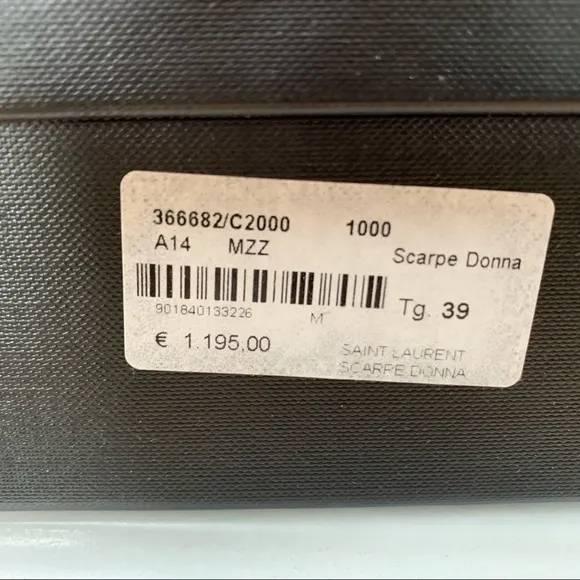 366682/C2000 1000
A14 MZZ Scarpe Donna
901840133226 M Tg. 39
€ 1.195,00 SAINT LAURENT
SCARPE DONNA